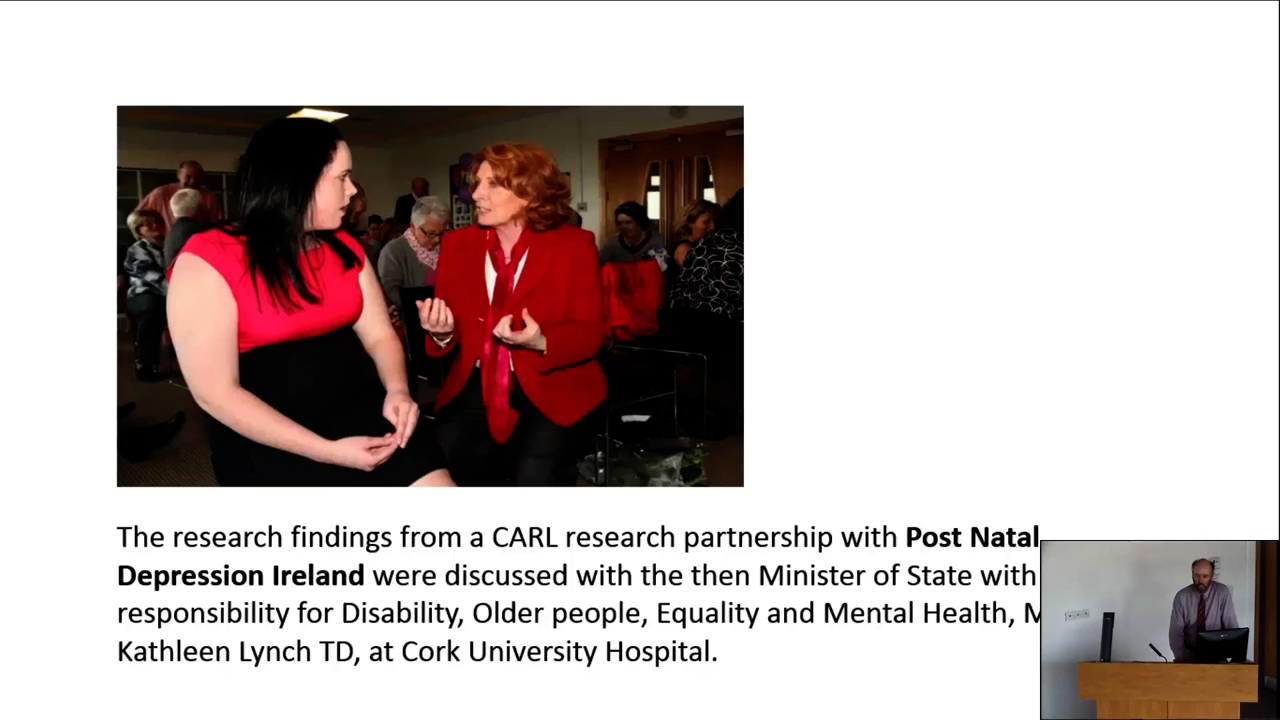 The research findings from a CARL research partnership with Post Natal
Depression Ireland were discussed with the then Minister of State with
responsibility for Disability, Older people, Equality and Mental Health,
Kathleen Lynch TD, at Cork University Hospital.